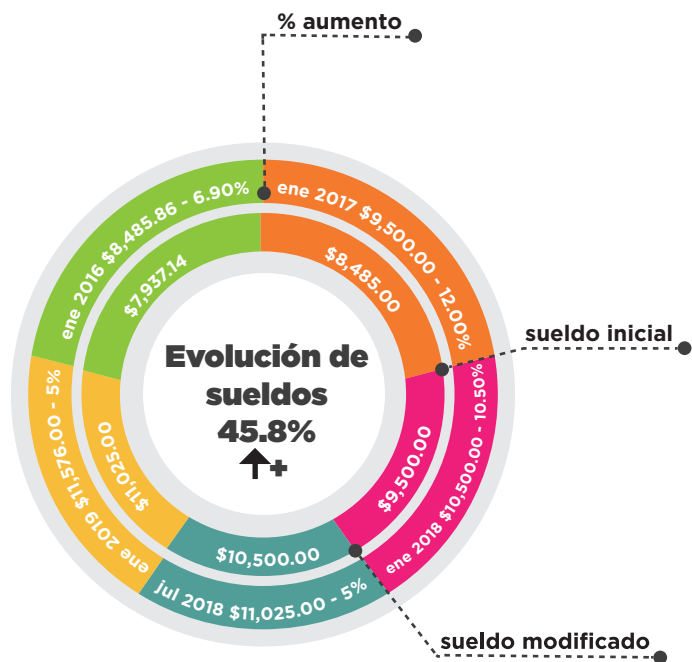 % aumento
ene 2016 $8,485.86 - 6.90%
ene 2017 $9,500.00 - 12.00%
$7,937.14
$8,485.00
sueldo inicial
Evolución de
sueldos
45.8%
+
ene 2019 $11,576.00 - 5%
$11,025.00
$9,500.00
ene 2018 $10,500.00 - 10.50%
$10,500.00
jul 2018 $11,025.00 - 5%
sueldo modificado